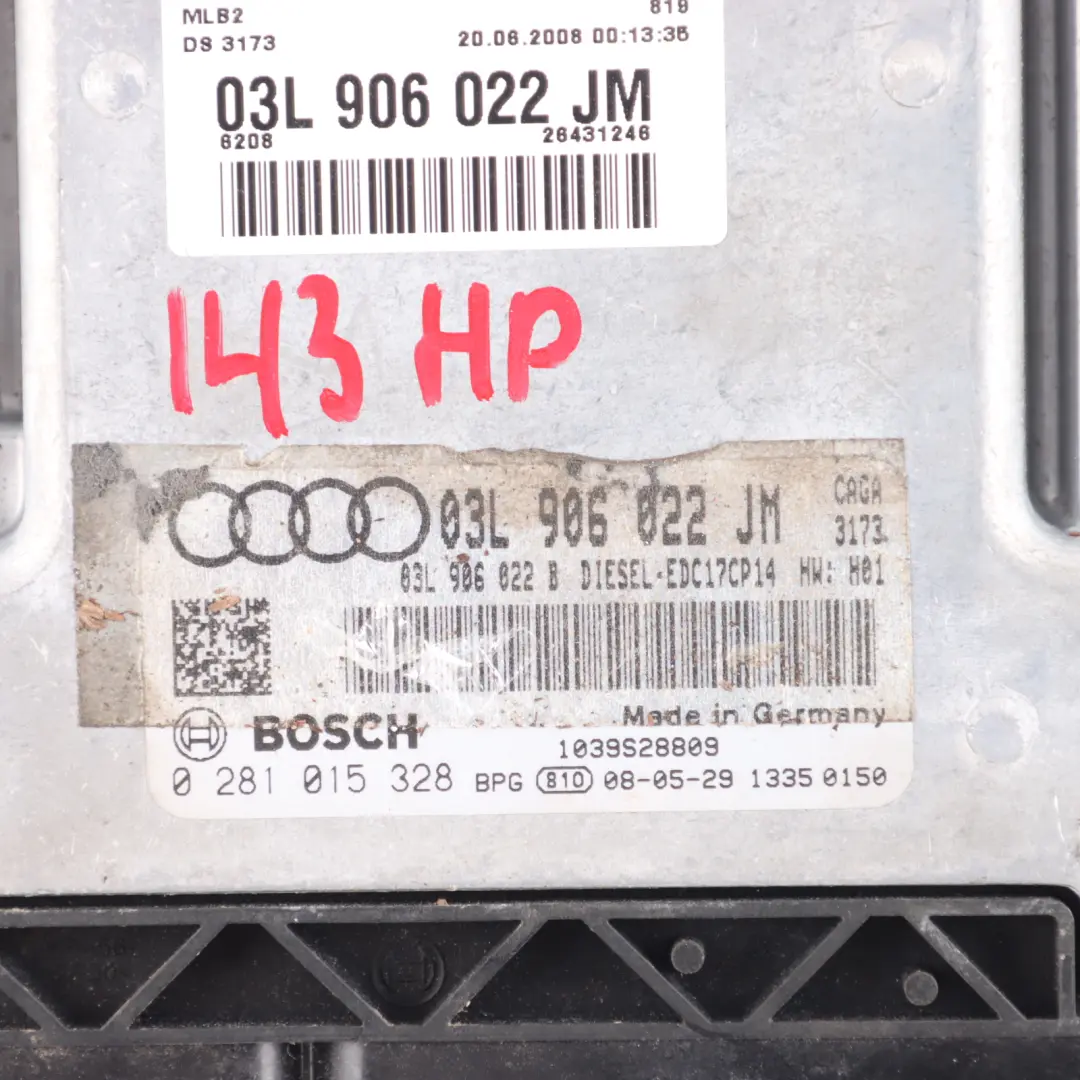 MLB2 819
DS 3173 20.06.2008 00:13:35
03L 906 022 JM
6208 26431246
143 HP
03L 906 022 JM CAGA
3173
03L 906 022 B DIESEL-EDC17CP14 HW: H01
BOSCH Made in Germany
1039S28809
0 281 015 328 BPG 810 08-05-29 1335 0150